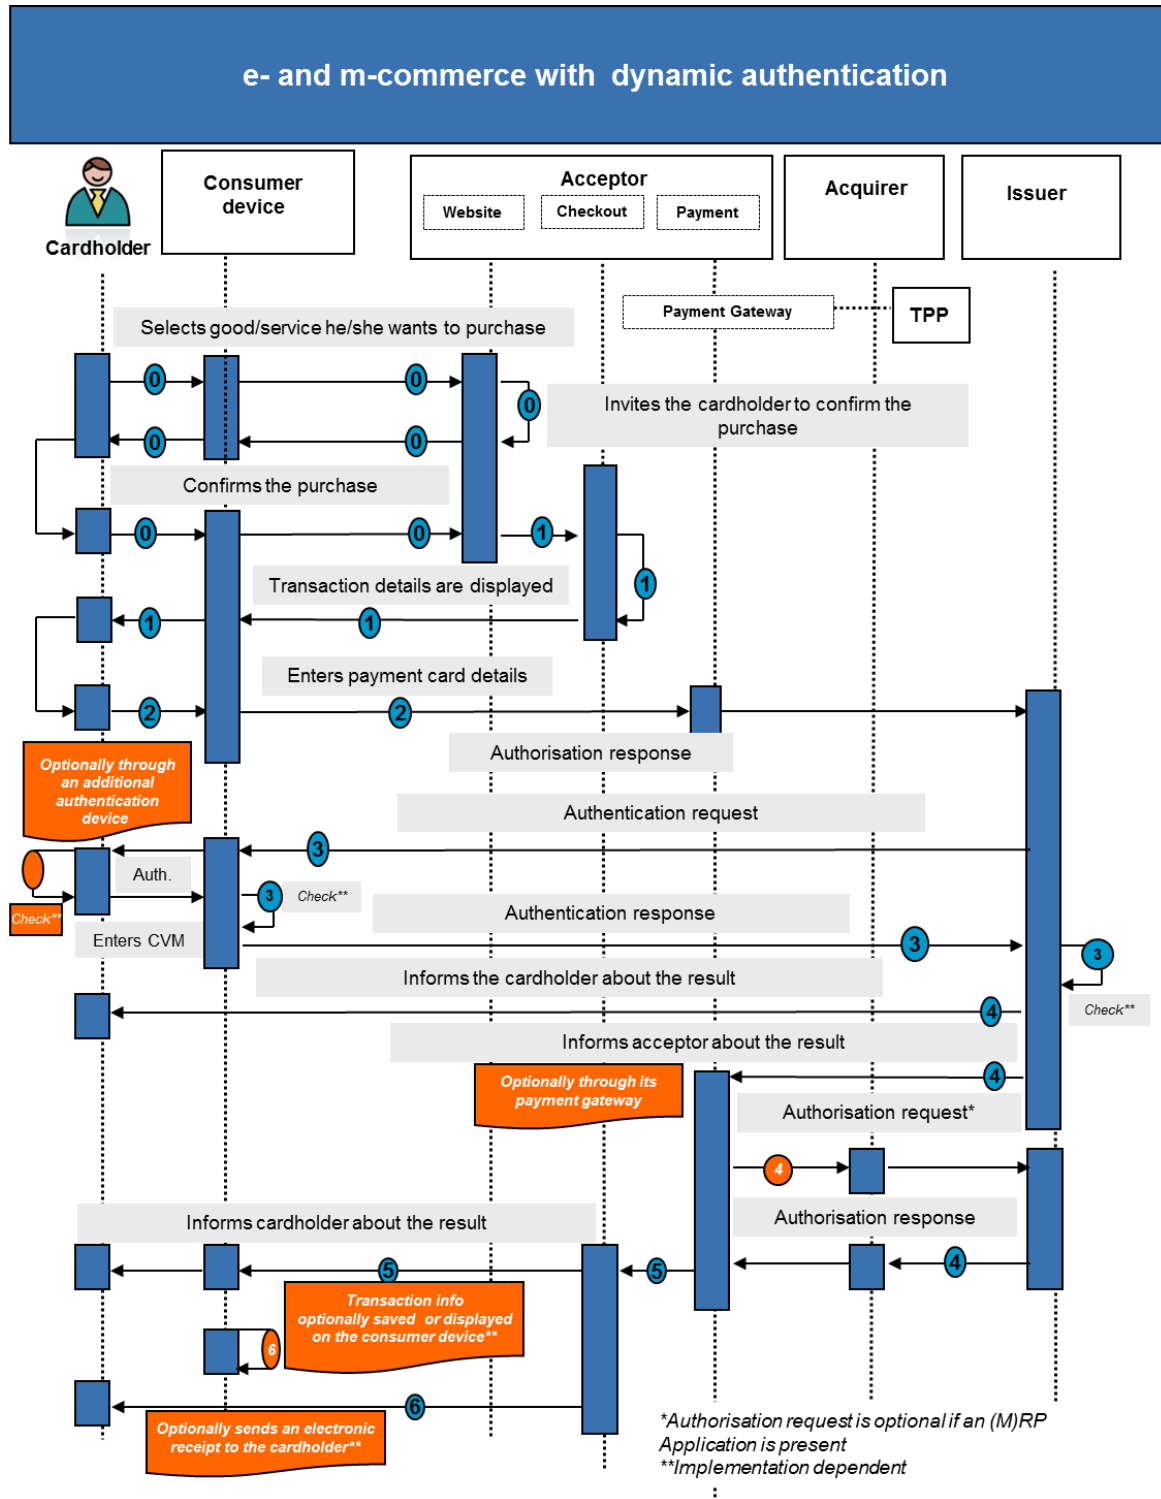 e- and m-commerce with dynamic authentication
Cardholder
Consumer
device
Acceptor
Website
Checkout
Payment
Acquirer
Issuer
Payment Gateway
TPP
Selects good/service he/she wants to purchase
0
0
0
Invites the cardholder to confirm the
purchase
0
0
Confirms the purchase
0
0
1
1
Transaction details are displayed
1
1
Enters payment card details
2
2
Authorisation response
Optionally through
an additional
authentication
device
Authentication request
3
Auth.
3
Check**
Check**
Authentication response
Enters CVM
3
3
Informs the cardholder about the result
4
Check**
Informs acceptor about the result
4
Optionally through its
payment gateway
Authorisation request*
4
Authorisation response
Informs cardholder about the result
4
5
5
Transaction info
optionally saved or displayed
on the consumer device**
6
6
Optionally sends an electronic
receipt to the cardholder**
*Authorisation request is optional if an (M)RP
Application is present
**Implementation dependent